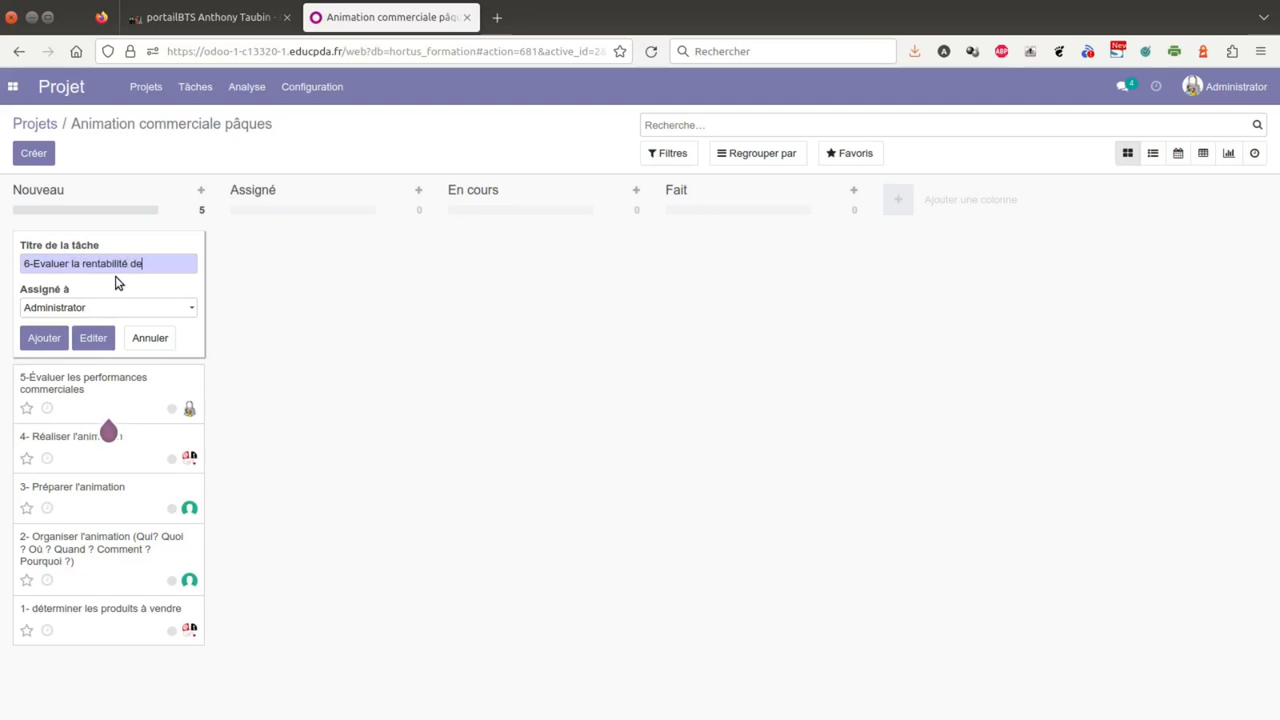 portailBTS Anthony Taubin -
Animation commerciale pâqu
https://odoo-1-c13320-1.educpda.fr/web?db=hortus_formation#action=681&active_id=2
Rechercher
ABP
New
Projet
Projets
Tâches
Analyse
Configuration
4
Administrator
Projets / Animation commerciale pâques
Recherche...
Créer
Filtres
Regrouper par
Favoris
Nouveau
5
Assigné
0
En cours
0
Fait
0
Ajouter une colonne
Titre de la tâche
6-Evaluer la rentabilité de
Assigné à
Administrator
Ajouter
Editer
Annuler
5-Évaluer les performances
commerciales
4- Réaliser l'anim
3- Préparer l'animation
2- Organiser l'animation (Qui? Quoi
? Où ? Quand ? Comment ?
Pourquoi ?)
1- déterminer les produits à vendre